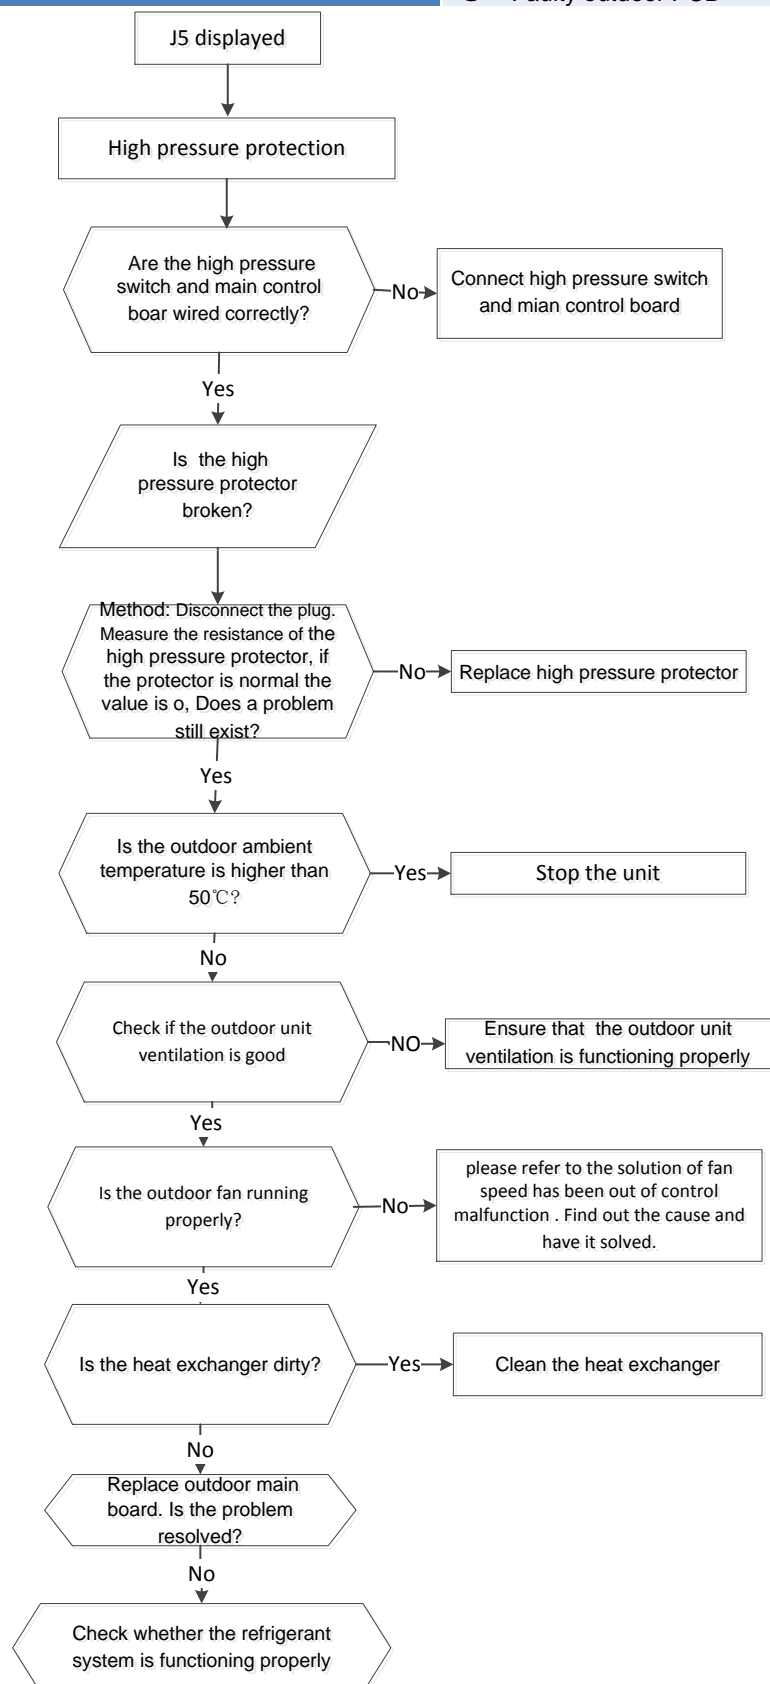 J5 displayed
High pressure protection
Are the high pressure
switch and main control
boar wired correctly?
No
Connect high pressure switch
and mian control board
Yes
Is the high
pressure protector
broken?
Method: Disconnect the plug.
Measure the resistance of the
high pressure protector, if
the protector is normal the
value is o, Does a problem
still exist?
No
Replace high pressure protector
Yes
Is the outdoor ambient
temperature is higher than
50℃?
Yes
Stop the unit
No
Check if the outdoor unit
ventilation is good
NO
Ensure that the outdoor unit
ventilation is functioning properly
Yes
Is the outdoor fan running
properly?
No
please refer to the solution of fan
speed has been out of control
malfunction . Find out the cause and
have it solved.
Yes
Is the heat exchanger dirty?
Yes
Clean the heat exchanger
No
Replace outdoor main
board. Is the problem
resolved?
No
Check whether the refrigerant
system is functioning properly